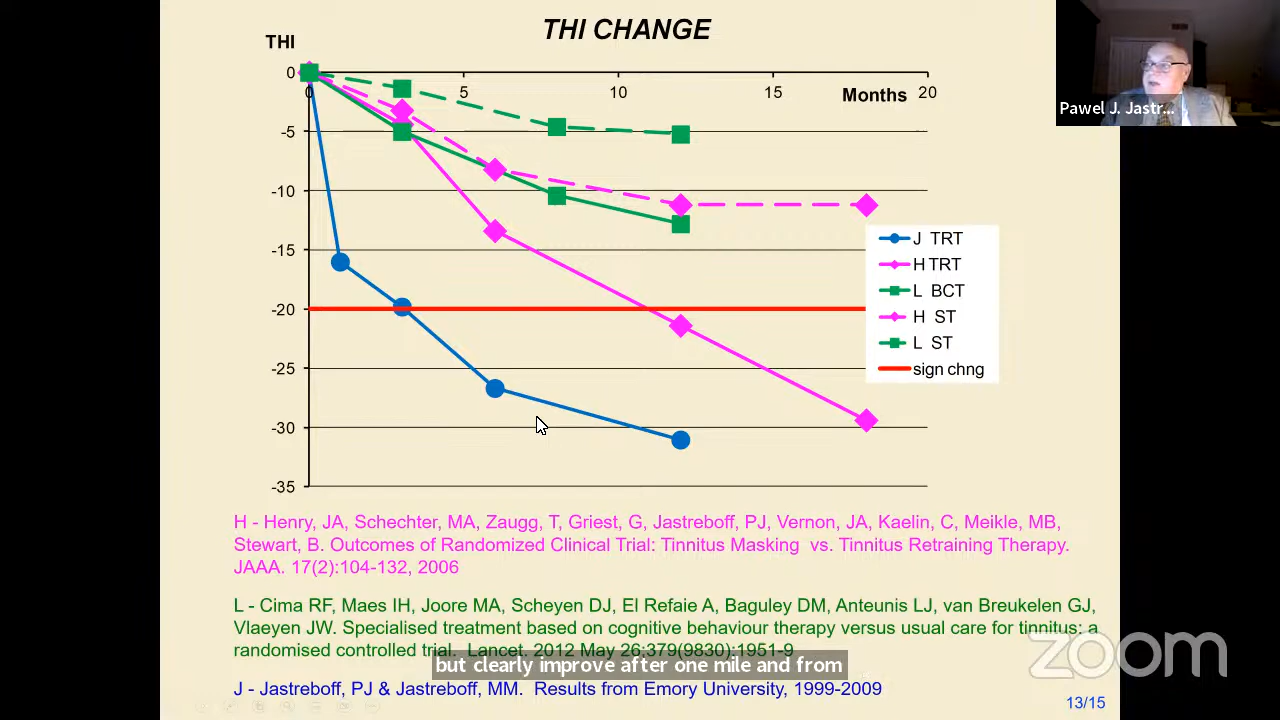 THI CHANGE
THI
0
0
5
10
15
Months
20
-5
-10
-15
-20
-25
-30
-35
J TRT
H TRT
L BCT
H ST
L ST
sign chng
Pawel J. Jastr...
H - Henry, JA, Schechter, MA, Zaugg, T, Griest, G, Jastreboff, PJ, Vernon, JA, Kaelin, C, Meikle, MB,
Stewart, B. Outcomes of Randomized Clinical Trial: Tinnitus Masking vs. Tinnitus Retraining Therapy.
JAAA. 17(2):104-132, 2006
L - Cima RF, Maes IH, Joore MA, Scheyen DJ, El Refaie A, Baguley DM, Anteunis LJ, van Breukelen GJ,
Vlaeyen JW. Specialised treatment based on cognitive behaviour therapy versus usual care for tinnitus: a
randomised controlled trial. Lancet. 2012 May 26;379(9830):1951-9
but clearly improve after one mile and from
J - Jastreboff, PJ & Jastreboff, MM. Results from Emory University, 1999-2009
zoom
13/15